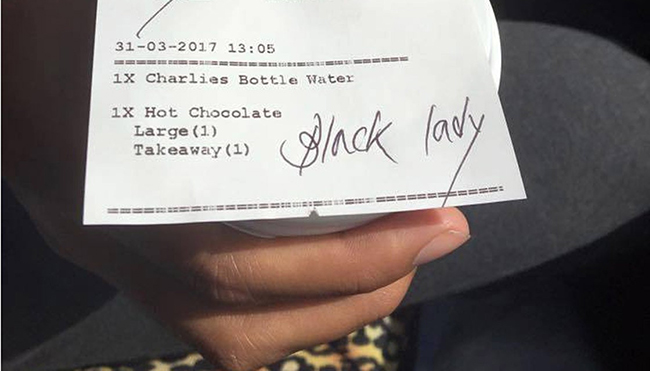 31-03-2017 13:05
1X Charlies Bottle Water
1X Hot Chocolate
Large(1)
Takeaway(1)
Black lady